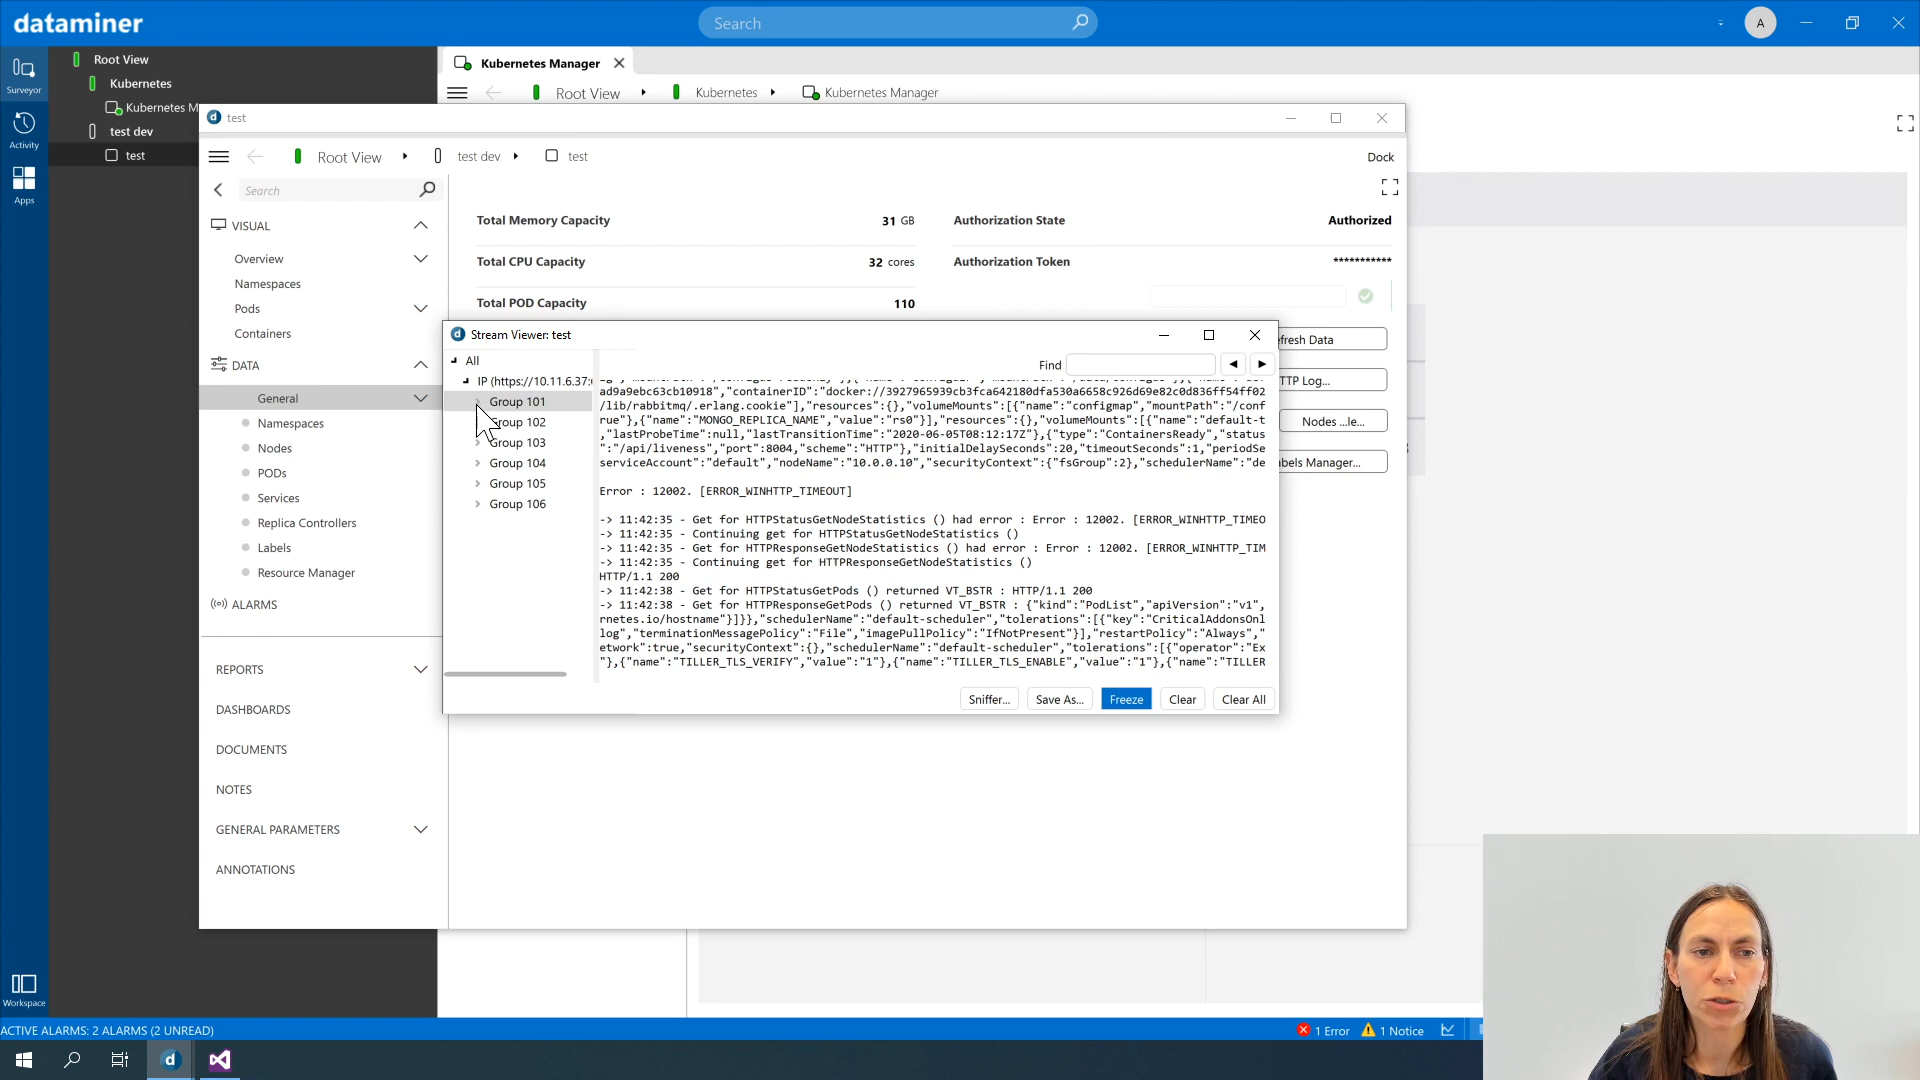 dataminer
Search
A
Surveyor
Activity
Apps
Workspace
Root View
Kubernetes
Kubernetes M
test dev
test
Kubernetes Manager
Root View
Kubernetes
Kubernetes Manager
test
Root View
test dev
test
Dock
Search
VISUAL
Overview
Namespaces
Pods
Containers
DATA
General
Namespaces
Nodes
PODs
Services
Replica Controllers
Labels
Resource Manager
ALARMS
REPORTS
DASHBOARDS
DOCUMENTS
NOTES
GENERAL PARAMETERS
ANNOTATIONS
Total Memory Capacity 31 GB
Total CPU Capacity 32 cores
Total POD Capacity 110
Authorization State Authorized
Authorization Token ***********
efresh Data
TP Log...
Nodes ...le...
abels Manager...
Stream Viewer: test
All
IP (https://10.11.6.37:
Group 101
Group 102
Group 103
Group 104
Group 105
Group 106
Find
ad9a9ebc63cb10918","containerID":"docker://3927965939cb3fca642180dfa530a6658c926d69e82c0d836ff54ff02
/lib/rabbitmq/.erlang.cookie"],"resources":{},"volumeMounts":[{"name":"configmap","mountPath":"/conf
rue"},{"name":"MONGO_REPLICA_NAME","value":"rs0"}],"resources":{},"volumeMounts":[{"name":"default-t
,"lastProbeTime":null,"lastTransitionTime":"2020-06-05T08:12:17Z"},{"type":"ContainersReady","status
:"/api/liveness","port":8004,"scheme":"HTTP"},"initialDelaySeconds":20,"timeoutSeconds":1,"periodSe
serviceAccount":"default","nodeName":"10.0.0.10","securityContext":{"fsGroup":2},"schedulerName":"de
Error : 12002. [ERROR_WINHTTP_TIMEOUT]
-> 11:42:35 - Get for HTTPStatusGetNodeStatistics () had error : Error : 12002. [ERROR_WINHTTP_TIMEO
-> 11:42:35 - Continuing get for HTTPStatusGetNodeStatistics ()
-> 11:42:35 - Get for HTTPResponseGetNodeStatistics () had error : Error : 12002. [ERROR_WINHTTP_TIM
-> 11:42:35 - Continuing get for HTTPResponseGetNodeStatistics ()
HTTP/1.1 200
-> 11:42:38 - Get for HTTPStatusGetPods () returned VT_BSTR : HTTP/1.1 200
-> 11:42:38 - Get for HTTPResponseGetPods () returned VT_BSTR : {"kind":"PodList","apiVersion":"v1",
rnetes.io/hostname"}]}},"schedulerName":"default-scheduler","tolerations":[{"key":"CriticalAddonsOnl
log","terminationMessagePolicy":"File","imagePullPolicy":"IfNotPresent"}],"restartPolicy":"Always","
etwork":true,"securityContext":{},"schedulerName":"default-scheduler","tolerations":[{"operator":"Ex
"},{"name":"TILLER_TLS_VERIFY","value":"1"},{"name":"TILLER_TLS_ENABLE","value":"1"},{"name":"TILLER
Sniffer...
Save As...
Freeze
Clear
Clear All
ACTIVE ALARMS: 2 ALARMS (2 UNREAD)
1 Error
1 Notice